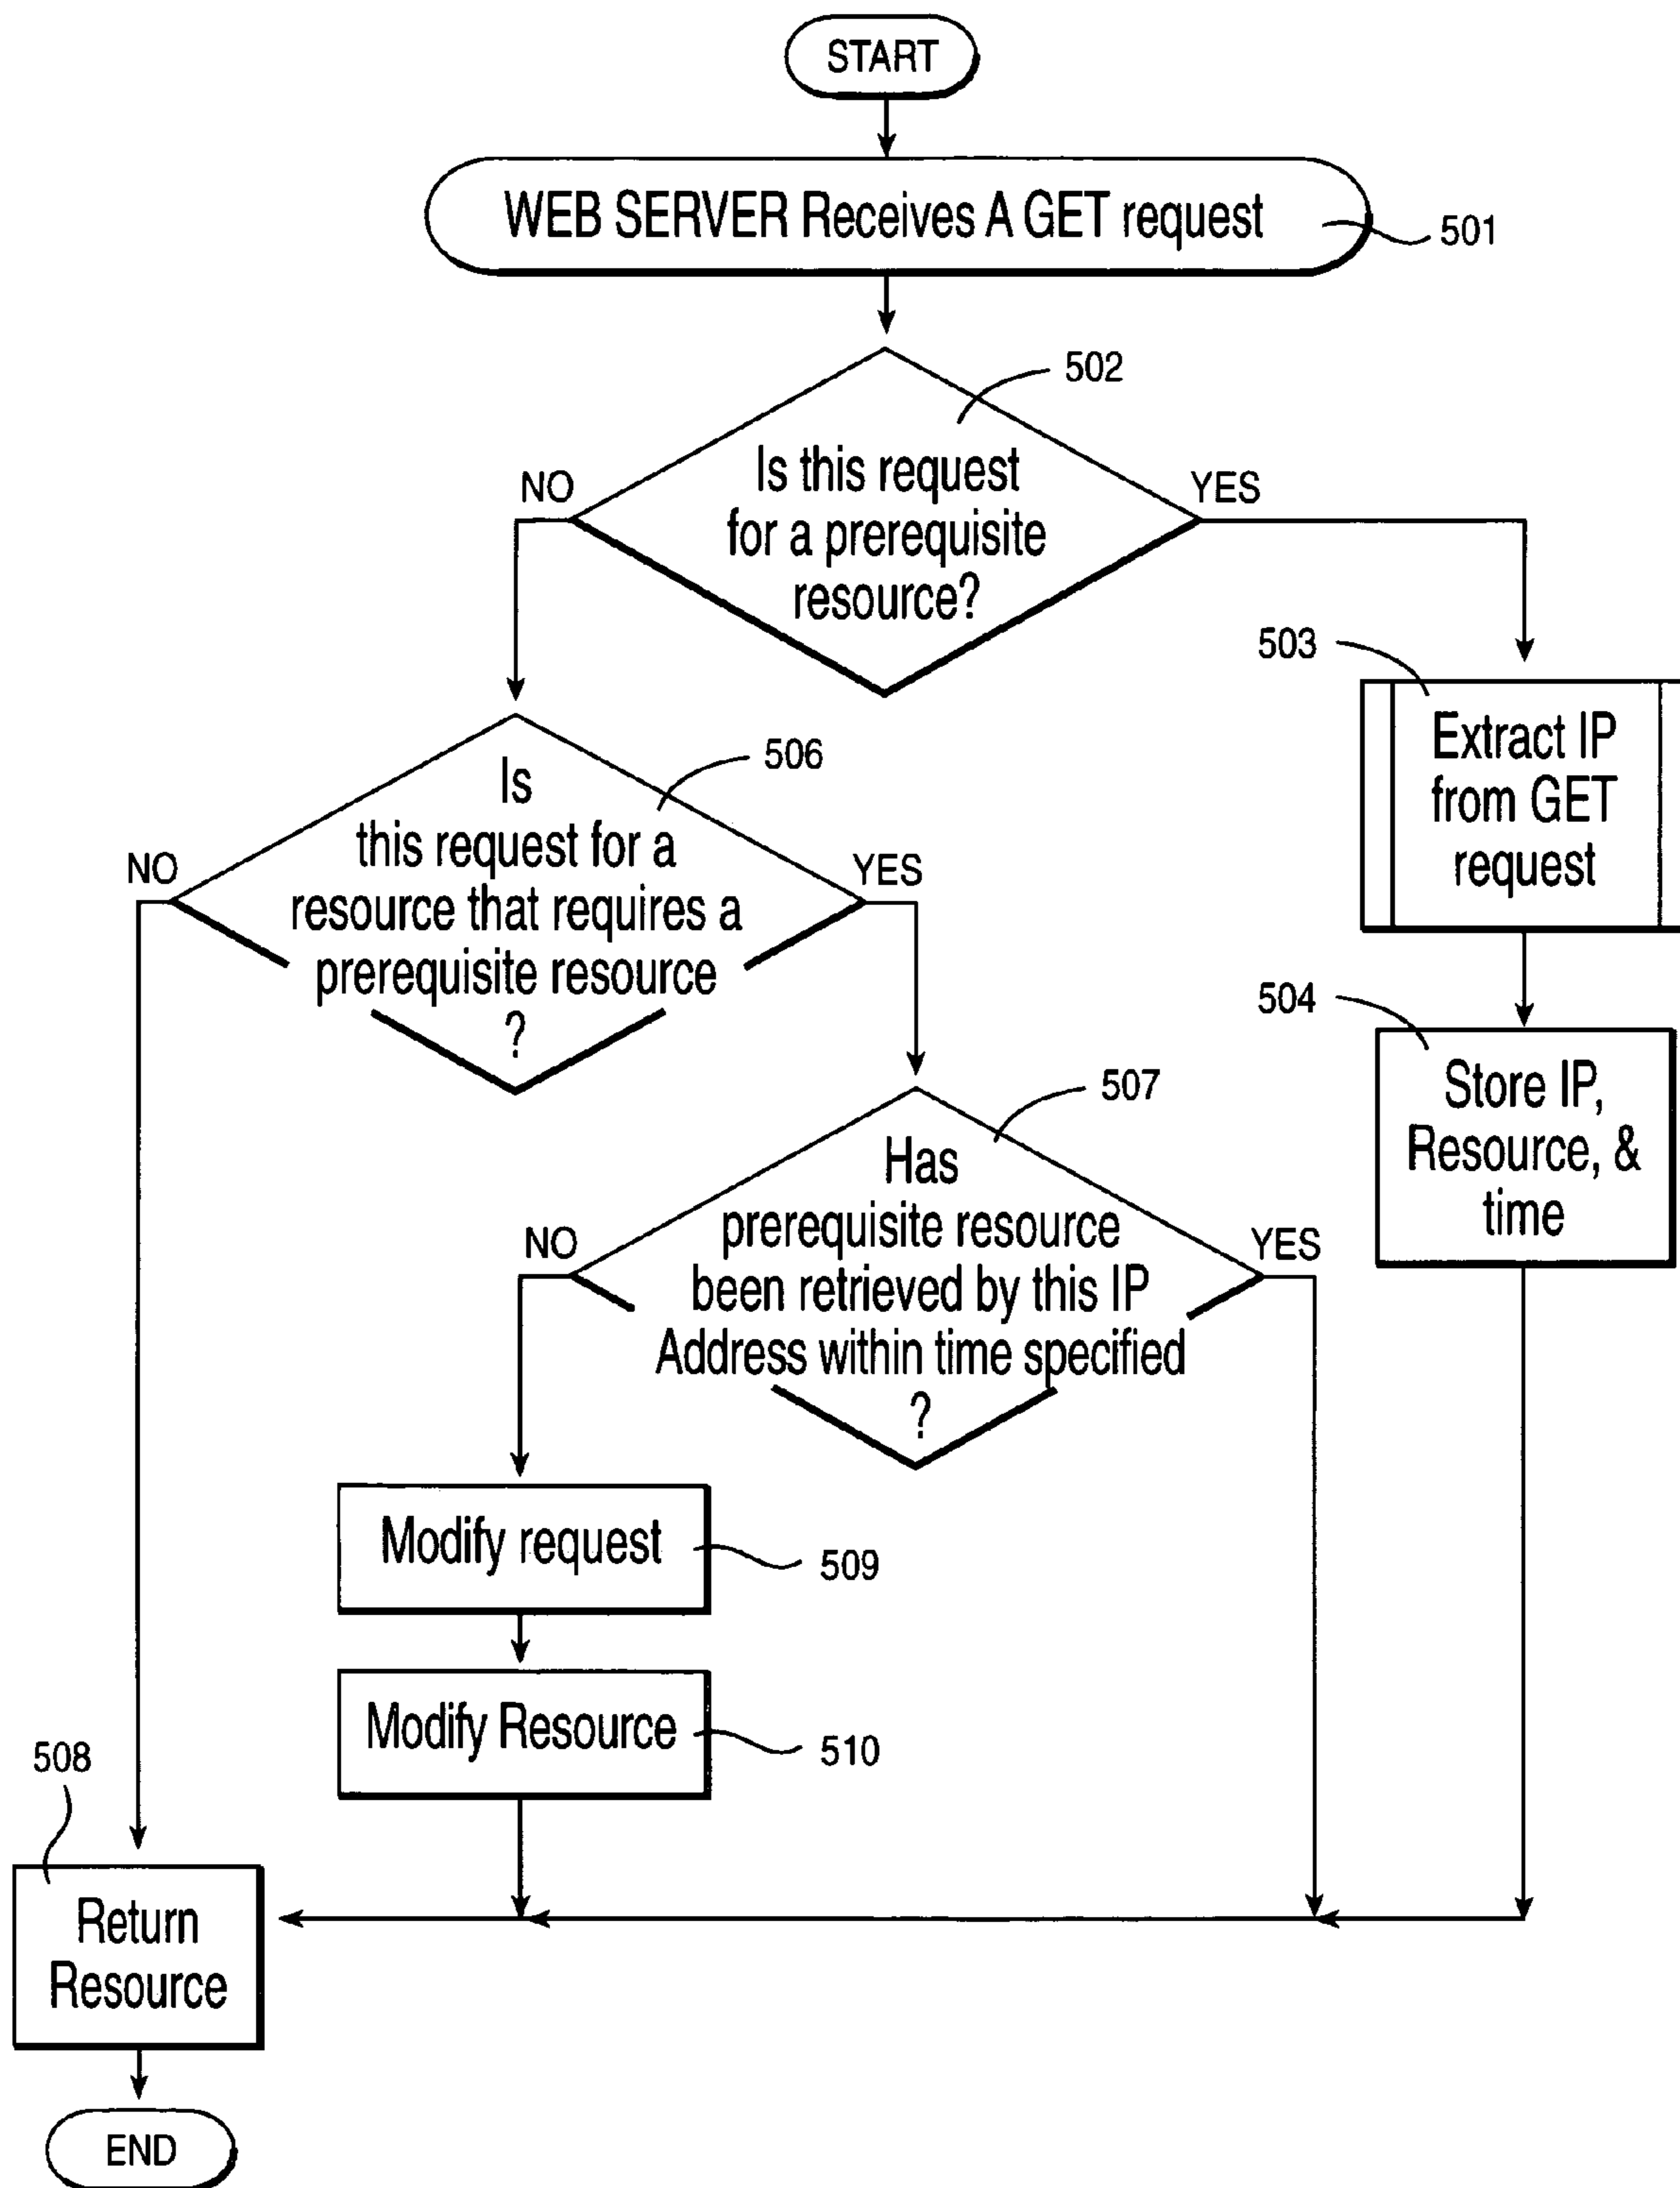 START
WEB SERVER Receives A GET request
501
502
Is this request
for a prerequisite
resource?
NO
YES
503
Extract IP
from GET
request
506
Is
this request for a
resource that requires a
prerequisite resource
?
NO
YES
504
Store IP,
Resource, &
time
507
Has
prerequisite resource
been retrieved by this IP
Address within time specified
?
NO
YES
Modify request
509
Modify Resource
510
508
Return
Resource
END